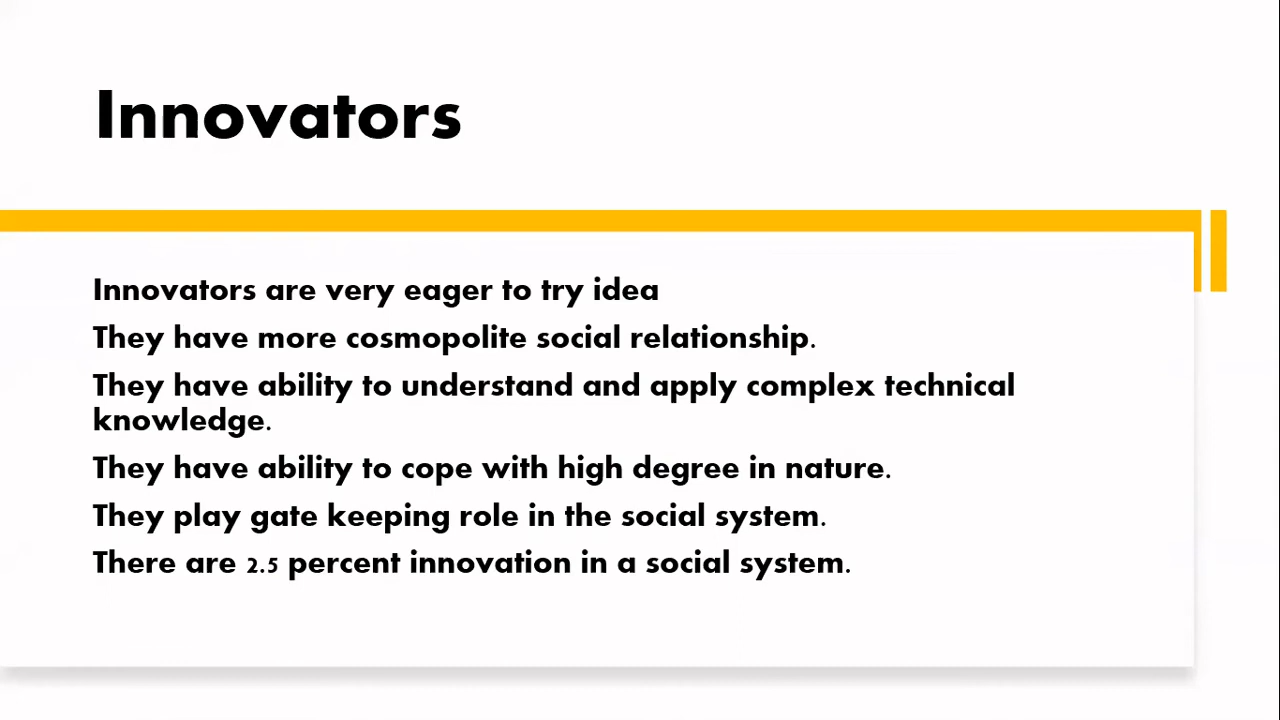 Innovators
Innovators are very eager to try idea
They have more cosmopolite social relationship.
They have ability to understand and apply complex technical
knowledge.
They have ability to cope with high degree in nature.
They play gate keeping role in the social system.
There are 2.5 percent innovation in a social system.